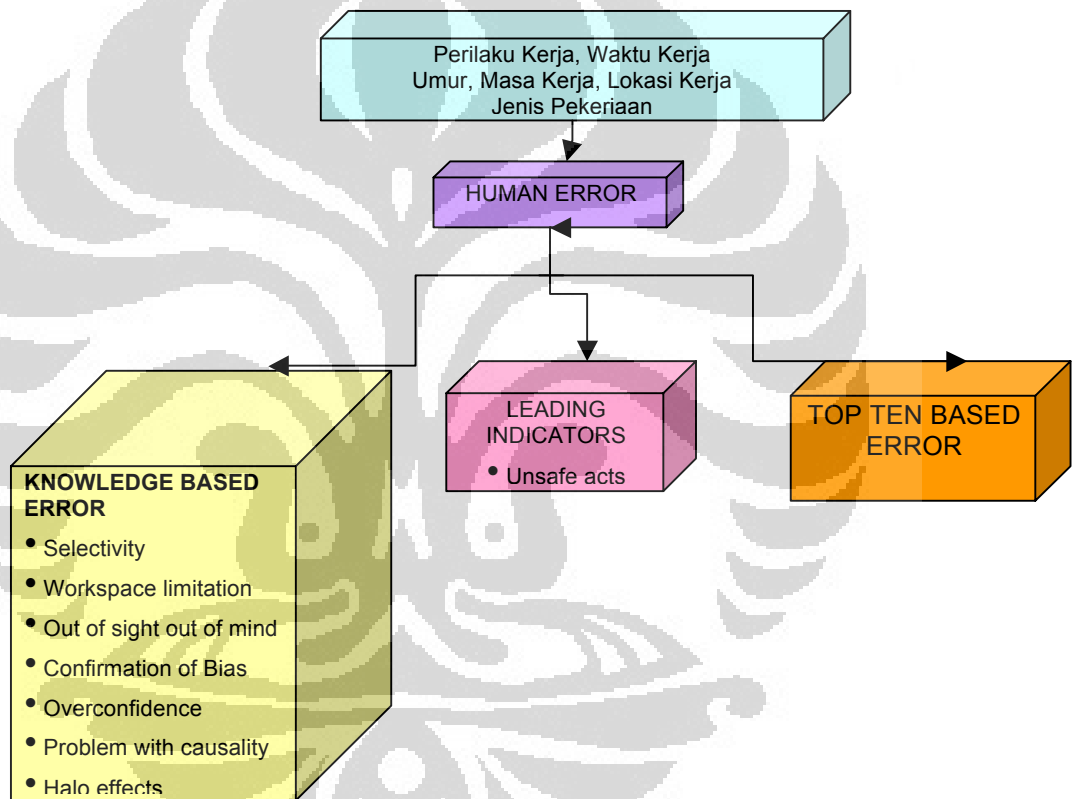 Perilaku Kerja, Waktu Kerja
Umur, Masa Kerja, Lokasi Kerja
Jenis Pekeriaan
HUMAN ERROR
KNOWLEDGE BASED
ERROR
• Selectivity
• Workspace limitation
• Out of sight out of mind
• Confirmation of Bias
• Overconfidence
• Problem with causality
• Halo effects
LEADING
INDICATORS
• Unsafe acts
TOP TEN BASED
ERROR